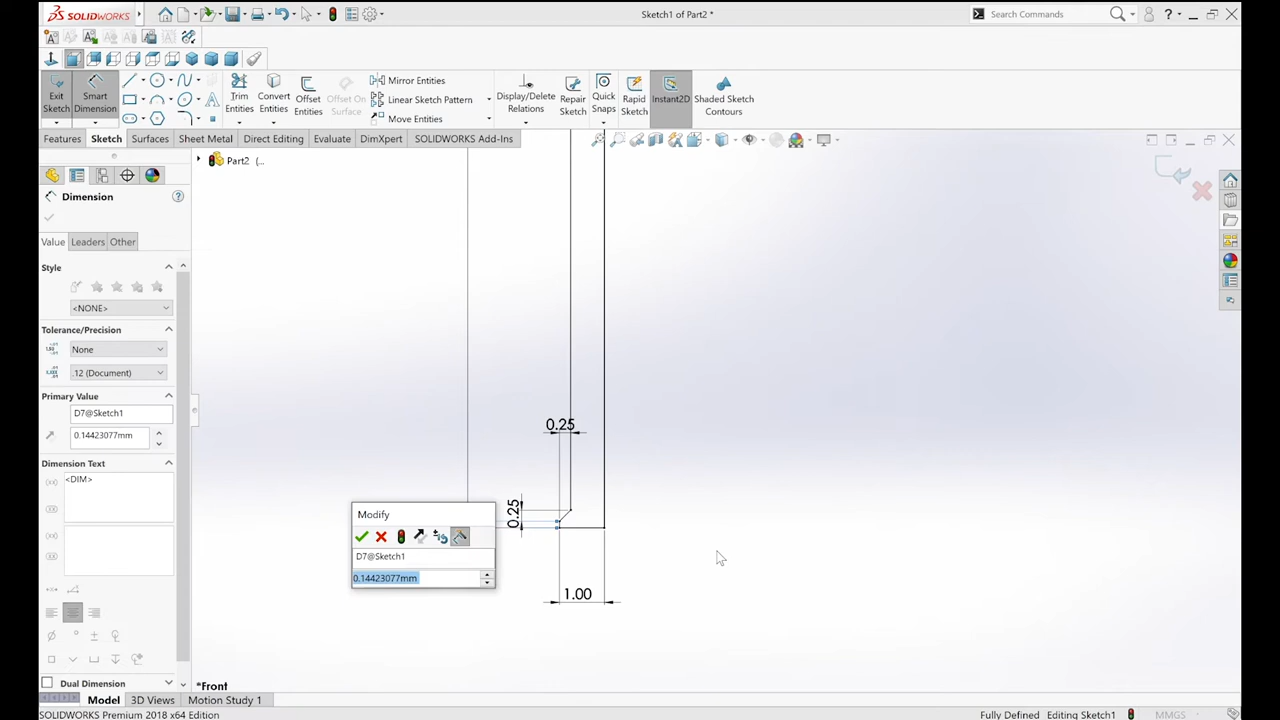 SOLIDWORKS
Sketch1 of Part2 *
Search Commands
Exit Sketch
Smart Dimension
Trim Entities
Convert Entities
Offset Entities
Offset On Surface
Mirror Entities
Linear Sketch Pattern
Move Entities
Display/Delete Relations
Repair Sketch
Quick Snaps
Rapid Sketch
Instant2D
Shaded Sketch Contours
Features
Sketch
Surfaces
Sheet Metal
Direct Editing
Evaluate
DimXpert
SOLIDWORKS Add-Ins
Part2 (...
Dimension
Value
Leaders
Other
Style
<NONE>
Tolerance/Precision
None
.12 (Document)
Primary Value
D7@Sketch1
0.14423077mm
Dimension Text
<DIM>
Dual Dimension
0.25
0.25
1.00
Modify
D7@Sketch1
0.14423077mm
*Front
Model
3D Views
Motion Study 1
SOLIDWORKS Premium 2018 x64 Edition
Fully Defined
Editing Sketch1
MMGS